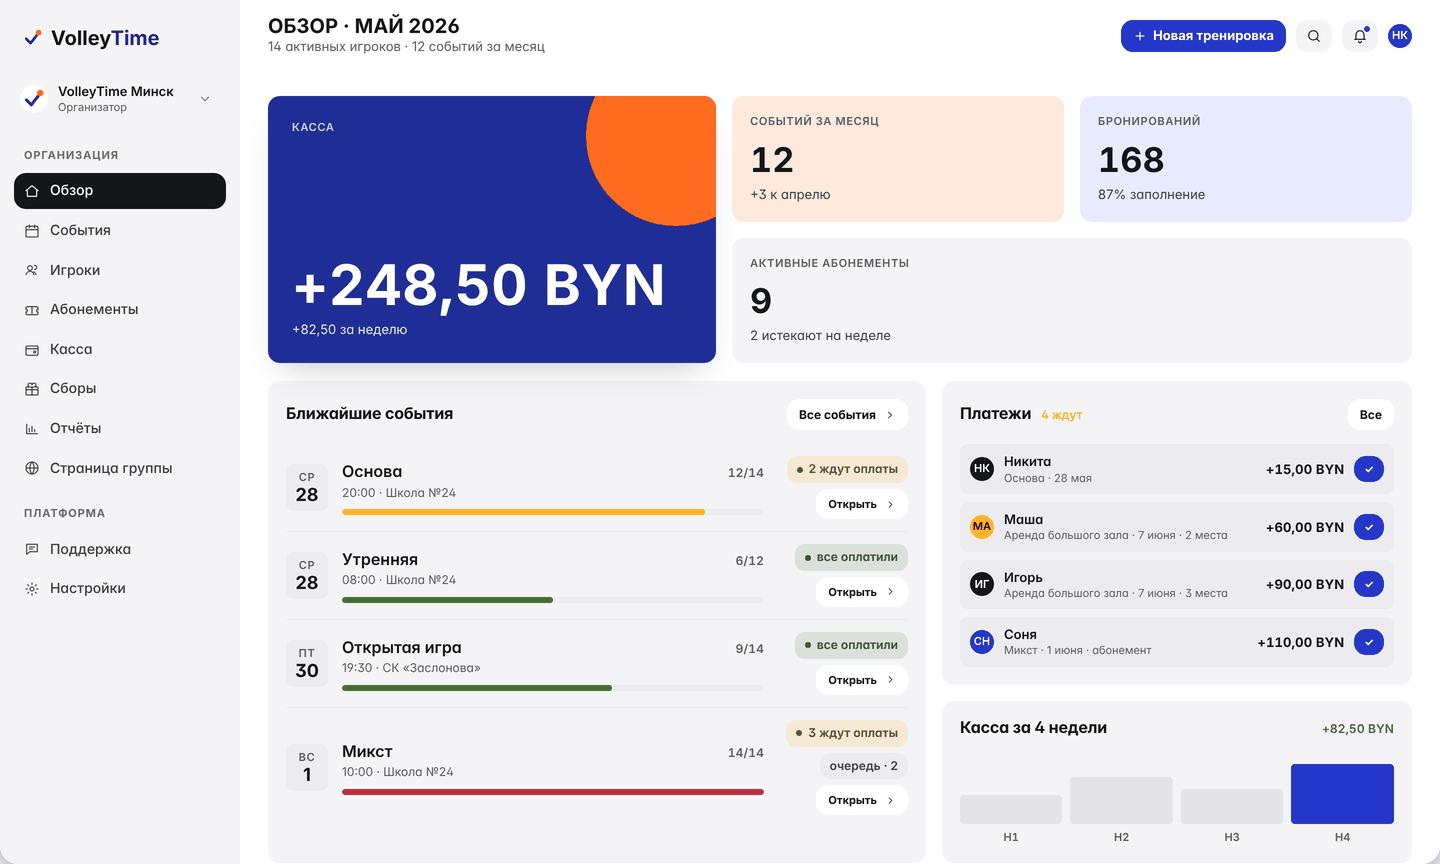 VolleyTime
VolleyTime Минск
Организатор
ОРГАНИЗАЦИЯ
Обзор
События
Игроки
Абонементы
Касса
Сборы
Отчёты
Страница группы
ПЛАТФОРМА
Поддержка
Настройки
ОБЗОР · МАЙ 2026
14 активных игроков · 12 событий за месяц
+ Новая тренировка
НК
КАССА
+248,50 BYN
+82,50 за неделю
СОБЫТИЙ ЗА МЕСЯЦ
12
+3 к апрелю
БРОНИРОВАНИЙ
168
87% заполнение
АКТИВНЫЕ АБОНЕМЕНТЫ
9
2 истекают на неделе
Ближайшие события
Все события
СР
28
Основа
20:00 · Школа №24
12/14
2 ждут оплаты
Открыть
СР
28
Утренняя
08:00 · Школа №24
6/12
все оплатили
Открыть
ПТ
30
Открытая игра
19:30 · СК «Заслонова»
9/14
все оплатили
Открыть
ВС
1
Микст
10:00 · Школа №24
14/14
3 ждут оплаты
очередь · 2
Открыть
Платежи 4 ждут
Все
НК
Никита
Основа · 28 мая
+15,00 BYN
МА
Маша
Аренда большого зала · 7 июня · 2 места
+60,00 BYN
ИГ
Игорь
Аренда большого зала · 7 июня · 3 места
+90,00 BYN
СН
Соня
Микст · 1 июня · абонемент
+110,00 BYN
Касса за 4 недели
+82,50 BYN
Н1
Н2
Н3
Н4